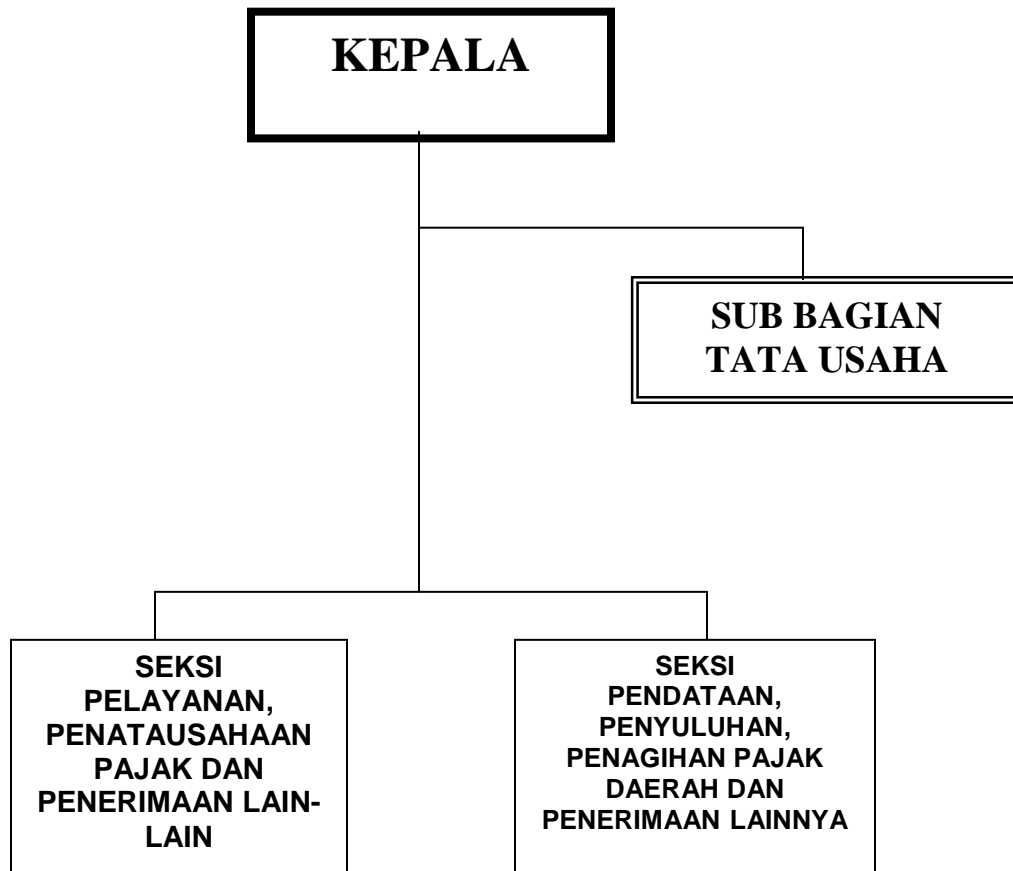 KEPALA
SUB BAGIAN
TATA USAHA
SEKSI
PELAYANAN,
PENATAUSAHAAN
PAJAK DAN
PENERIMAAN LAIN-
LAIN
SEKSI
PENDATAAN,
PENYULUHAN,
PENAGIHAN PAJAK
DAERAH DAN
PENERIMAAN LAINNYA